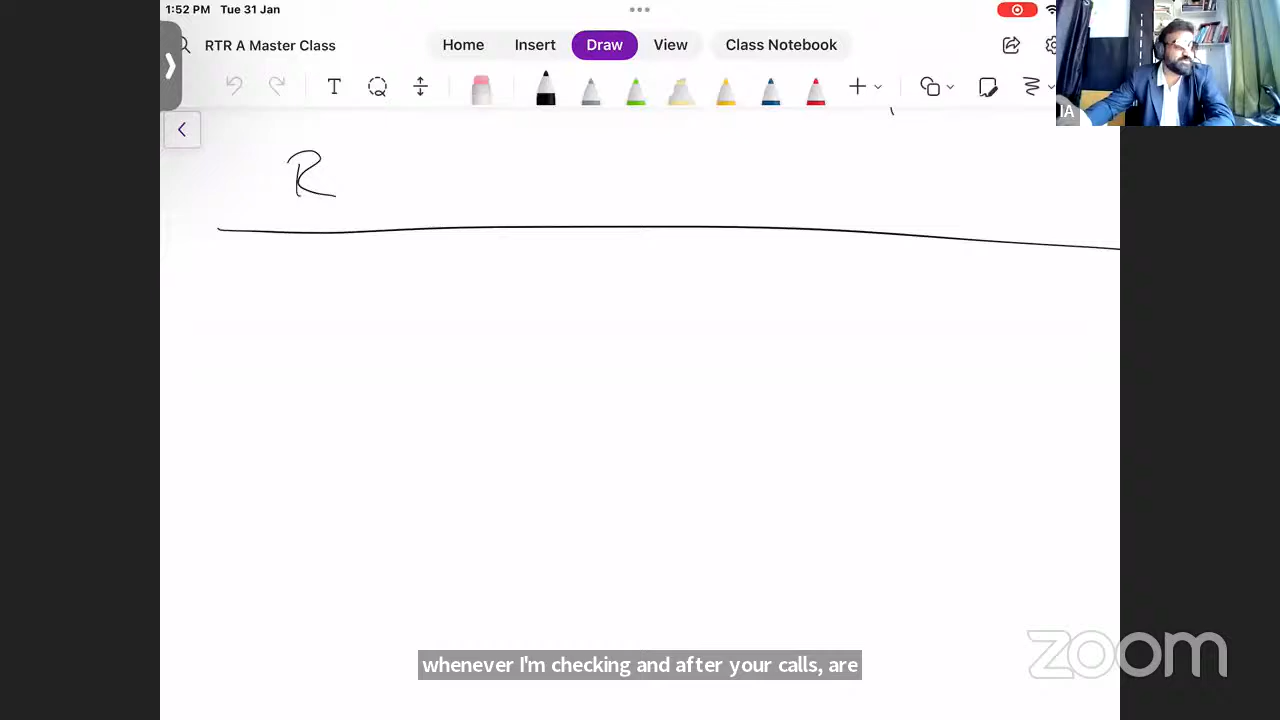 1:52 PM Tue 31 Jan
RTR A Master Class
Home Insert Draw View Class Notebook
T
IA
R
whenever I'm checking and after your calls, are
zoom